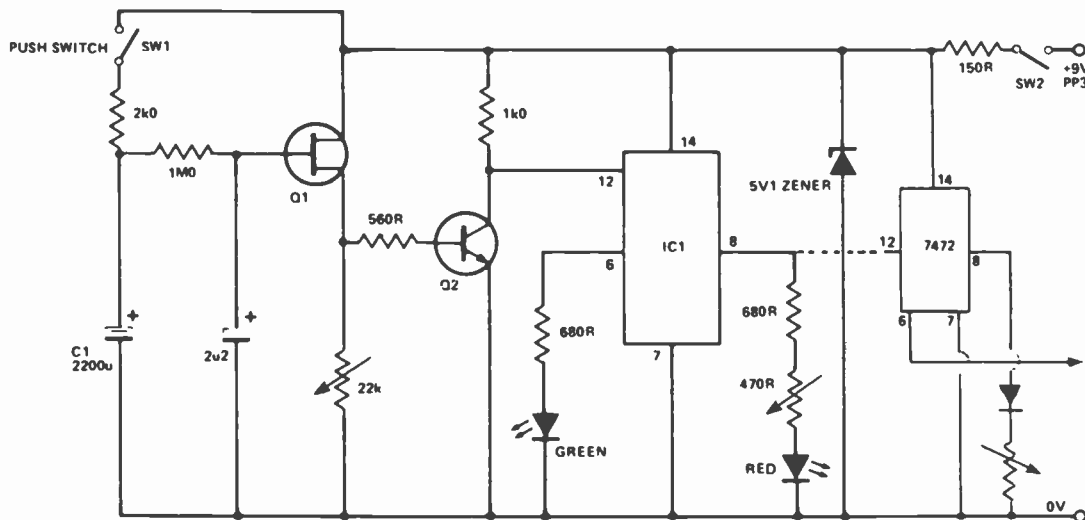 PUSH SWITCH
SW1
2k0
1M0
Q1
560R
Q2
1k0
C1
2200u
+
2u2
+
22k
12
14
IC1
6
8
7
680R
GREEN
680R
470R
RED
5V1 ZENER
150R
SW2
+9V
PP3
14
12
7472
8
6
7
0V